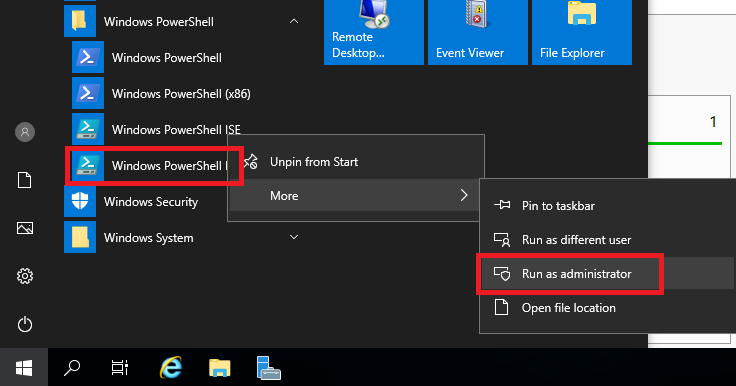 Windows PowerShell
Windows PowerShell
Windows PowerShell (x86)
Windows PowerShell ISE
Windows PowerShell
Windows Security
Windows System
Remote
Desktop...
Event Viewer
File Explorer
1
Unpin from Start
More
Pin to taskbar
Run as different user
Run as administrator
Open file location